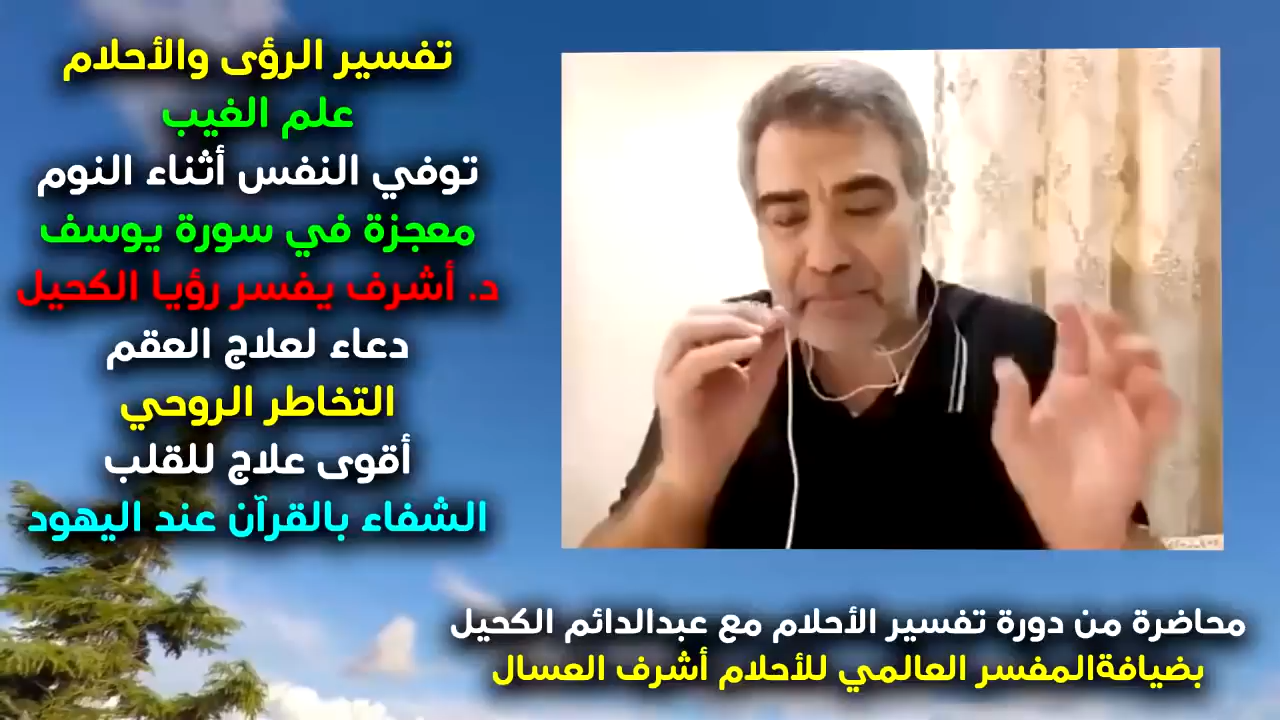 تفسير الرؤى والأحلام
علم الغيب
توفي النفس أثناء النوم
معجزة في سورة يوسف
د. أشرف يفسر رؤيا الكحيل
دعاء لعلاج العقم
التخاطر الروحي
أقوى علاج للقلب
الشفاء بالقرآن عند اليهود
محاضرة من دورة تفسير الأحلام مع عبدالدائم الكحيل
بضيافةالمفسر العالمي للأحلام أشرف العسال